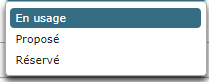 En usage
Proposé
Réservé